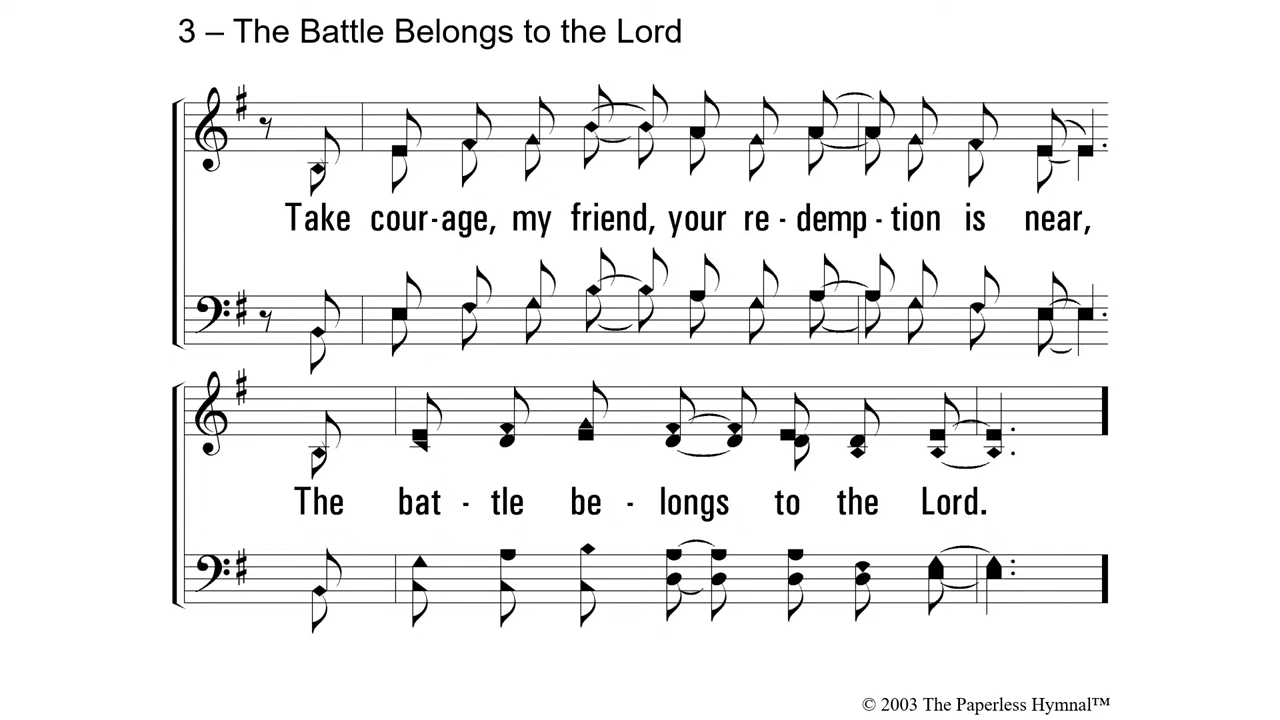 3 – The Battle Belongs to the Lord
Take cour-age, my friend, your re - demp - tion is near,
The bat - tle be - longs to the Lord.
© 2003 The Paperless Hymnal™